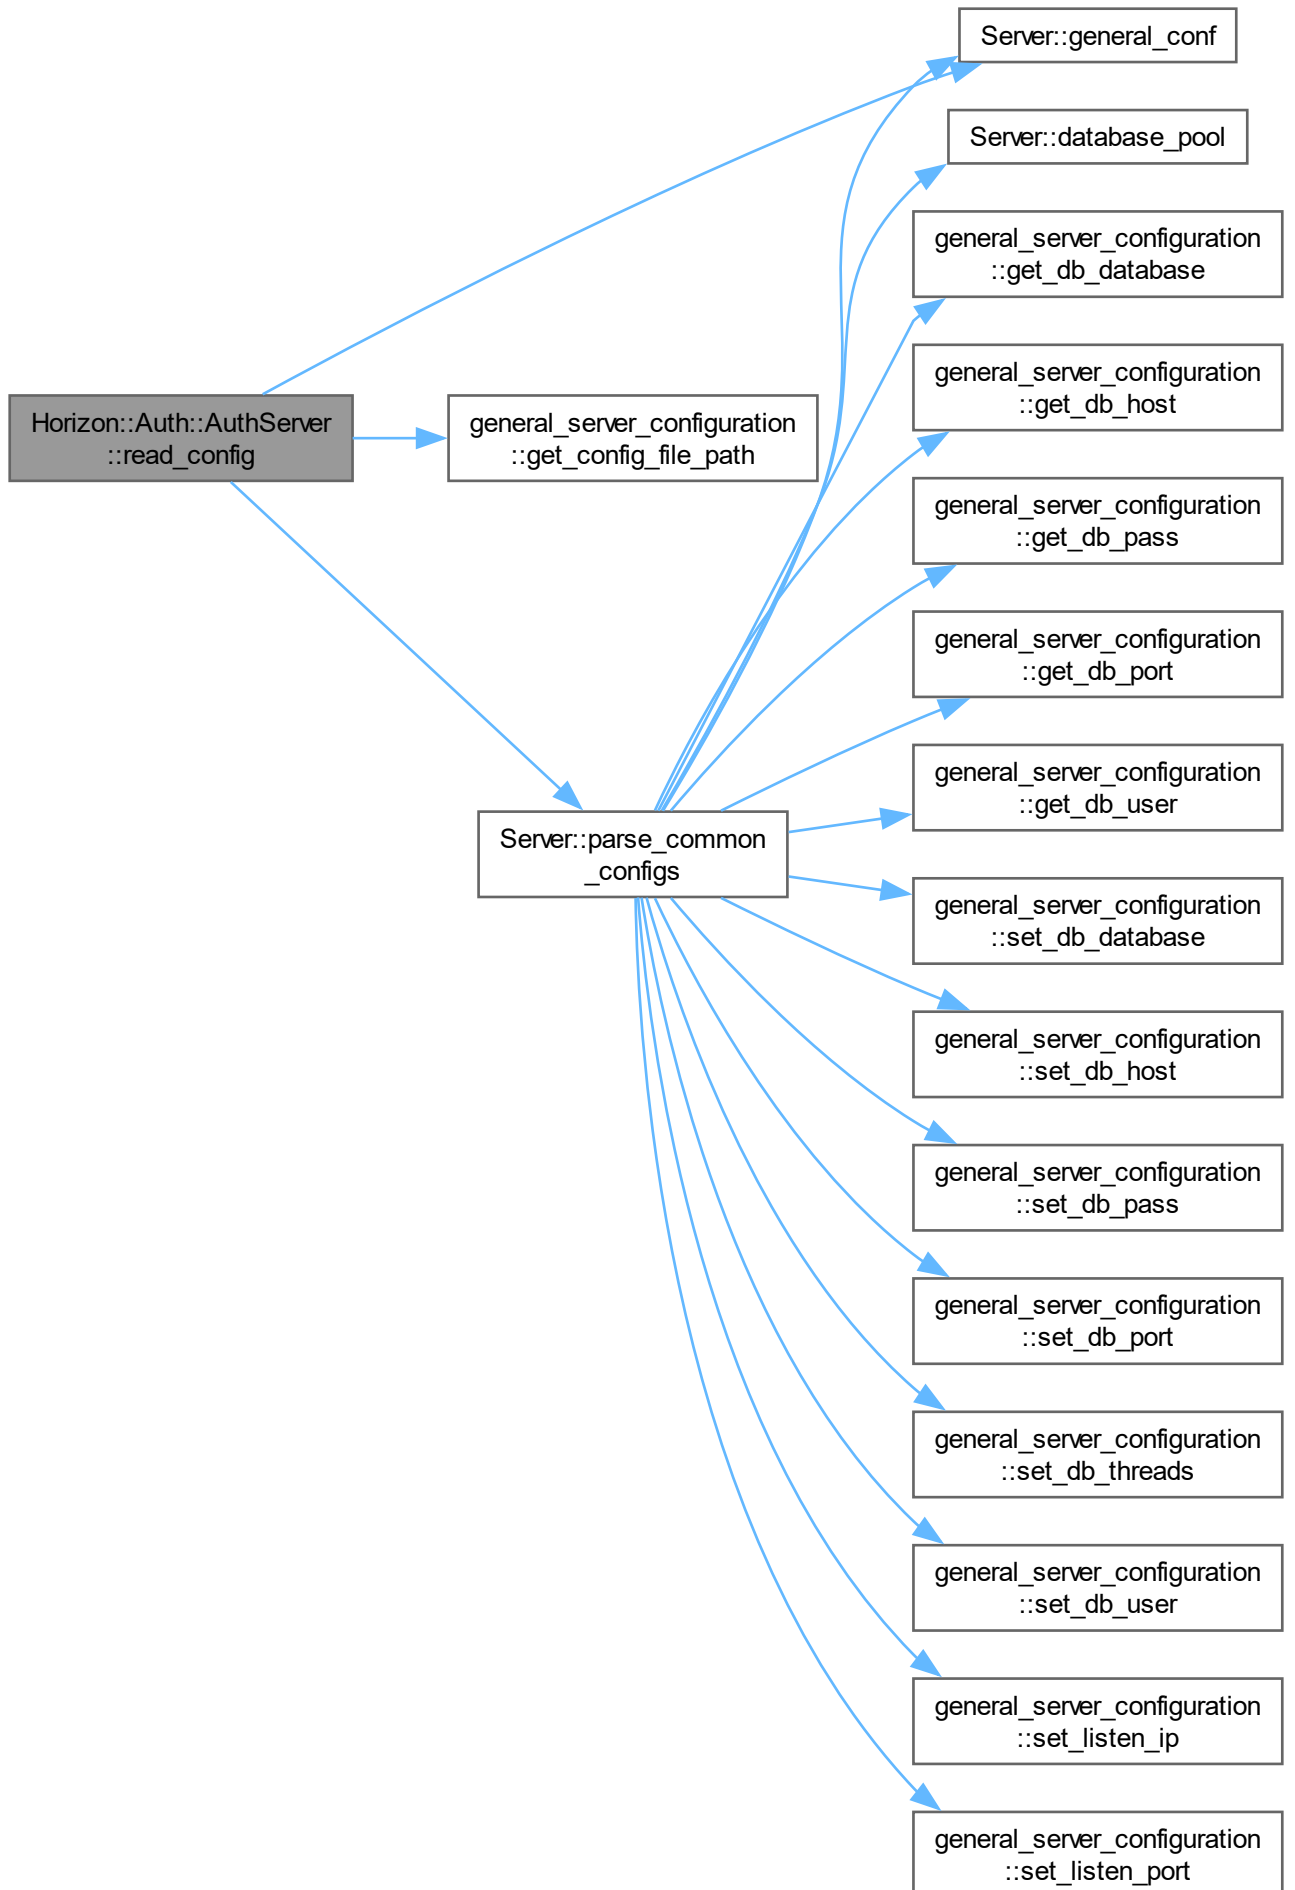 Server::general_conf
Server::database_pool
general_server_configuration
::get_db_database
general_server_configuration
::get_db_host
Horizon::Auth::AuthServer
::read_config
general_server_configuration
::get_config_file_path
general_server_configuration
::get_db_pass
general_server_configuration
::get_db_port
general_server_configuration
::get_db_user
Server::parse_common
_configs
general_server_configuration
::set_db_database
general_server_configuration
::set_db_host
general_server_configuration
::set_db_pass
general_server_configuration
::set_db_port
general_server_configuration
::set_db_threads
general_server_configuration
::set_db_user
general_server_configuration
::set_listen_ip
general_server_configuration
::set_listen_port